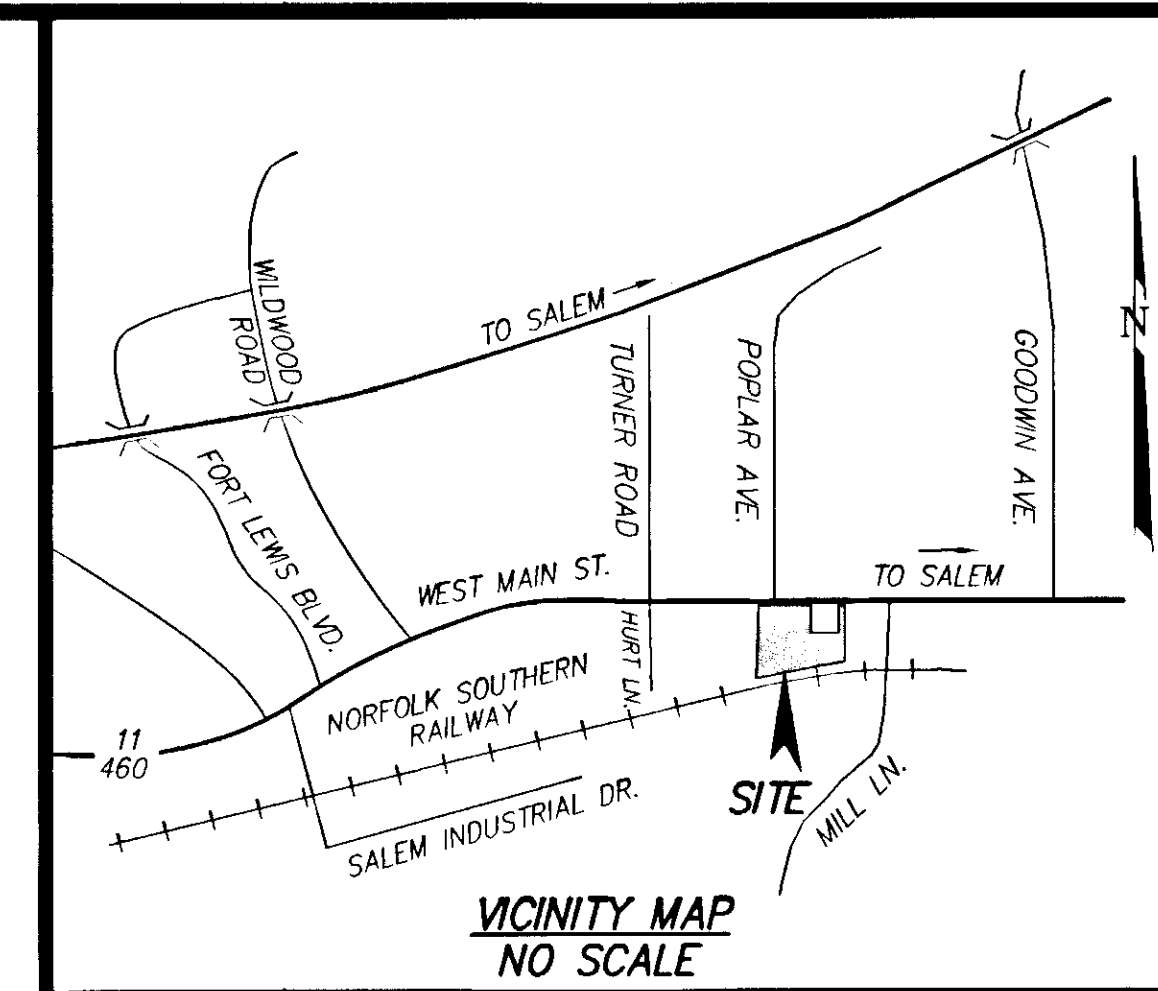 WILDWOOD
ROAD
TO SALEM
TURNER ROAD
POPLAR AVE.
GOODWIN AVE.
N
FORT LEWIS BLVD.
WEST MAIN ST.
TO SALEM
HURT LN.
NORFOLK SOUTHERN
RAILWAY
11
460
SITE
MILL LN.
SALEM INDUSTRIAL DR.
VICINITY MAP
NO SCALE